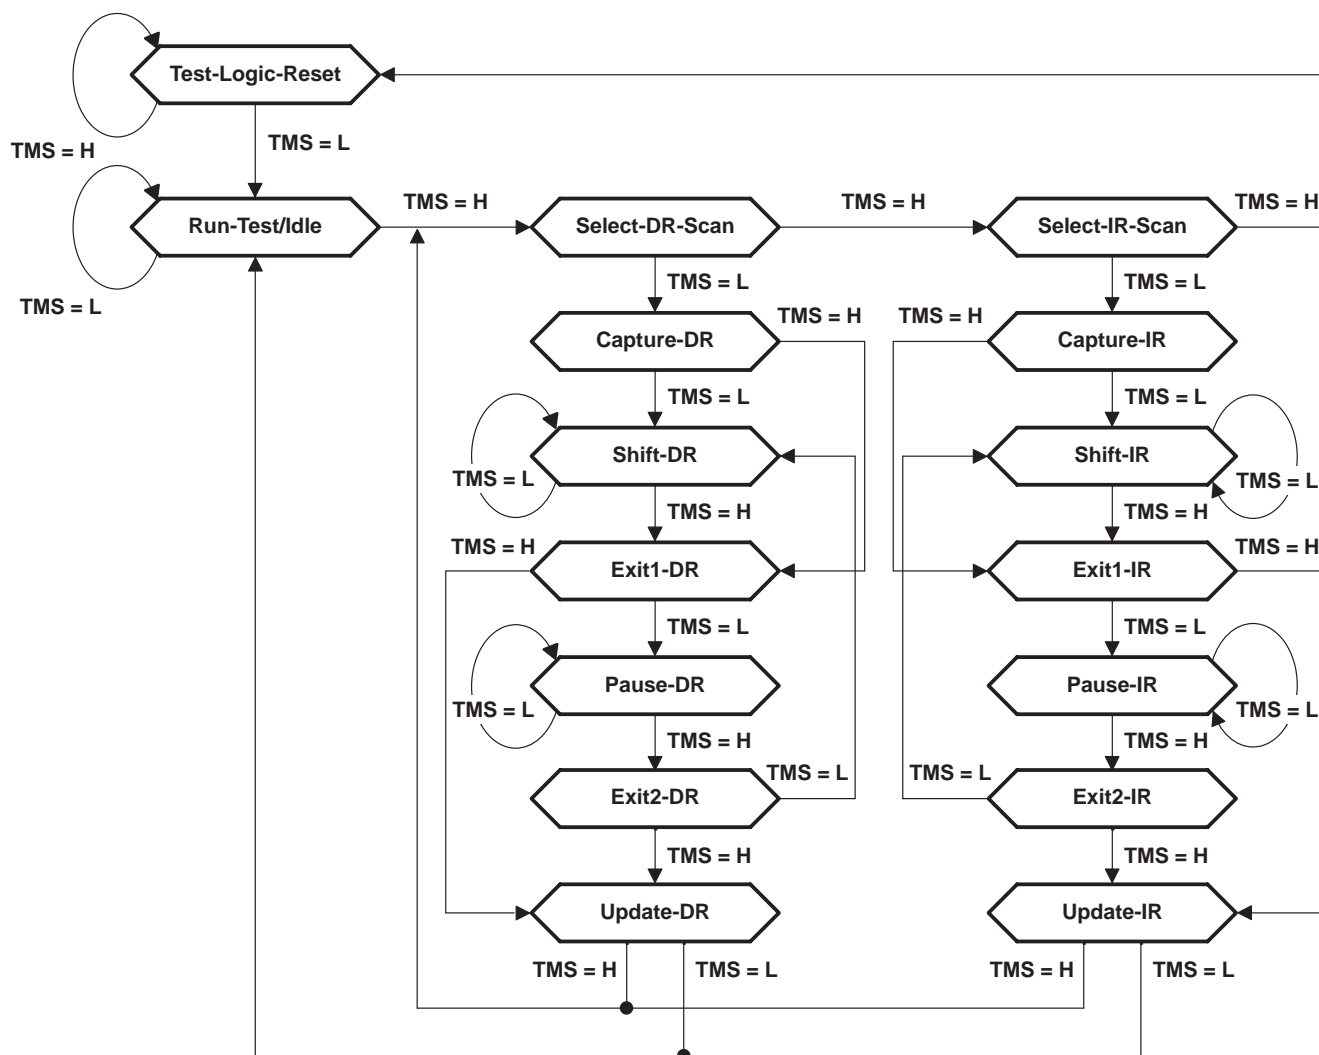 Test-Logic-Reset
TMS = H
TMS = L
TMS = H
TMS = H
TMS = H
Run-Test/Idle
Select-DR-Scan
Select-IR-Scan
TMS = L
TMS = L
TMS = L
TMS = H
TMS = H
Capture-DR
Capture-IR
TMS = L
TMS = L
Shift-DR
Shift-IR
TMS = L
TMS = L
TMS = H
TMS = H
TMS = H
TMS = H
Exit1-DR
Exit1-IR
TMS = L
TMS = L
Pause-DR
Pause-IR
TMS = L
TMS = L
TMS = H
TMS = H
TMS = L
TMS = L
Exit2-DR
Exit2-IR
TMS = H
TMS = H
Update-DR
Update-IR
TMS = H
TMS = L
TMS = H
TMS = L